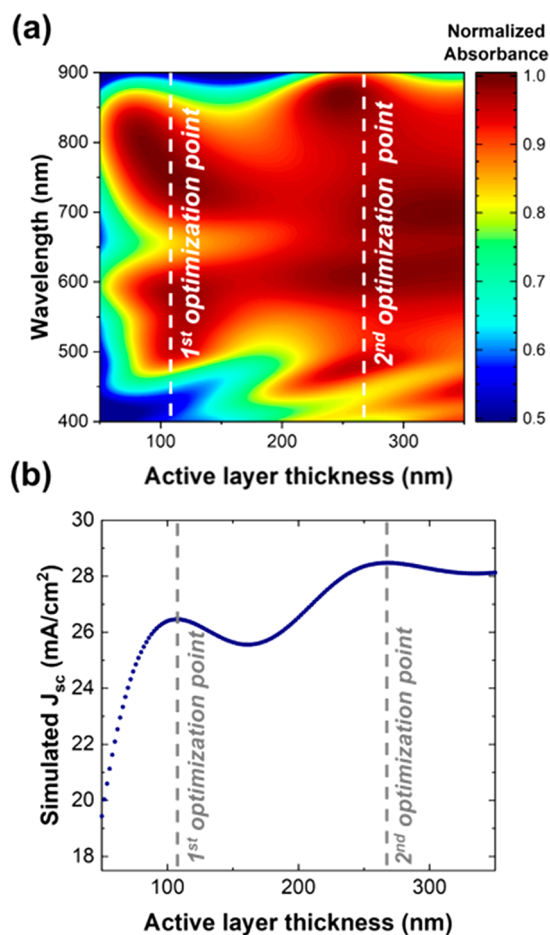 (a)
Normalized
Absorbance
900
800
700
600
500
400
Wavelength (nm)
1st optimization point
2nd point optimization point
1.0
0.9
0.8
0.7
0.6
0.5
100
200
300
Active layer thickness (nm)
(b)
30
28
26
24
22
20
18
Simulated Jsc (mA/cm2)
1st optimization point
2nd optimization point
100
200
300
Active layer thickness (nm)